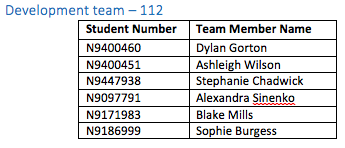 Development team – 112
Student Number Team Member Name
N9400460 Dylan Gorton
N9400451 Ashleigh Wilson
N9447938 Stephanie Chadwick
N9097791 Alexandra Sinenko
N9171983 Blake Mills
N9186999 Sophie Burgess